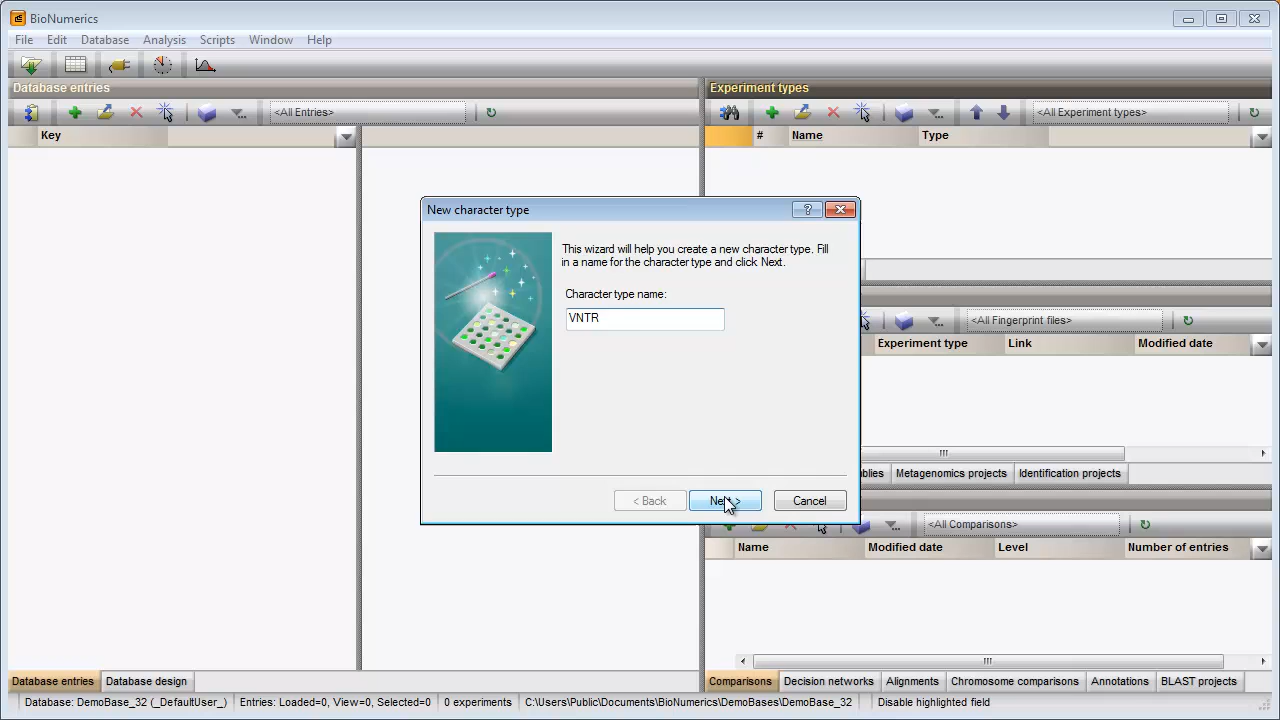 BioNumerics
File Edit Database Analysis Scripts Window Help
Database entries
Experiment types
<All Entries>
<All Experiment types>
Key
# Name Type
New character type
?
This wizard will help you create a new character type. Fill
in a name for the character type and click Next.
Character type name:
VNTR
<All Fingerprint files>
Experiment type Link Modified date
Metagenomics projects Identification projects
< Back Cancel
<All Comparisons>
Name Modified date Level Number of entries
Database entries Database design
Comparisons Decision networks Alignments Chromosome comparisons Annotations BLAST projects
Database: DemoBase_32 (_DefaultUser_) Entries: Loaded=0, View=0, Selected=0 0 experiments C:\Users\Public\Documents\BioNumerics\DemoBases\DemoBase_32 Disable highlighted field